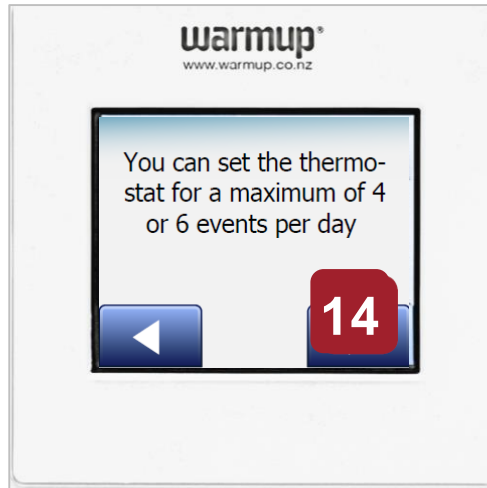 warmup®
www.warmup.co.nz
You can set the thermo-
stat for a maximum of 4
or 6 events per day
14